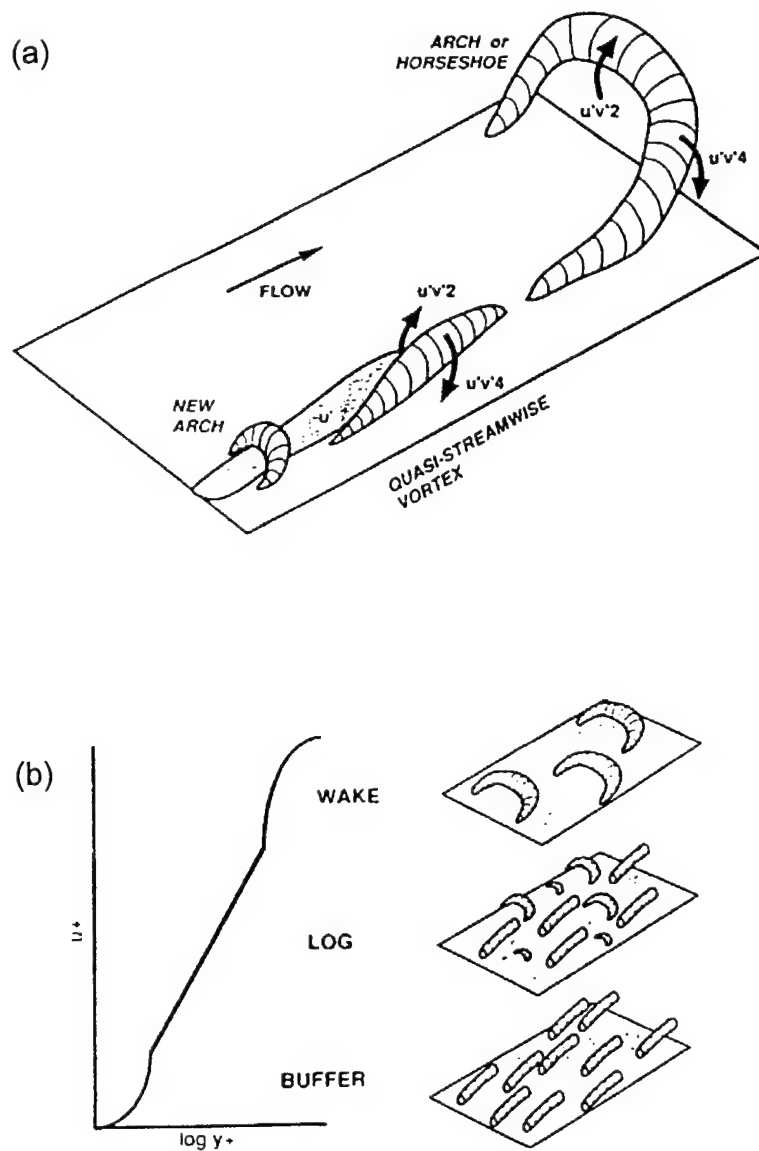 (a)
ARCH or
HORSESHOE
u'v'2
u'v'4
FLOW
u'v'2
u'v'4
NEW
ARCH
-u'
QUASI-STREAMWISE
VORTEX
(b)
WAKE
LOG
BUFFER
u+
log y+